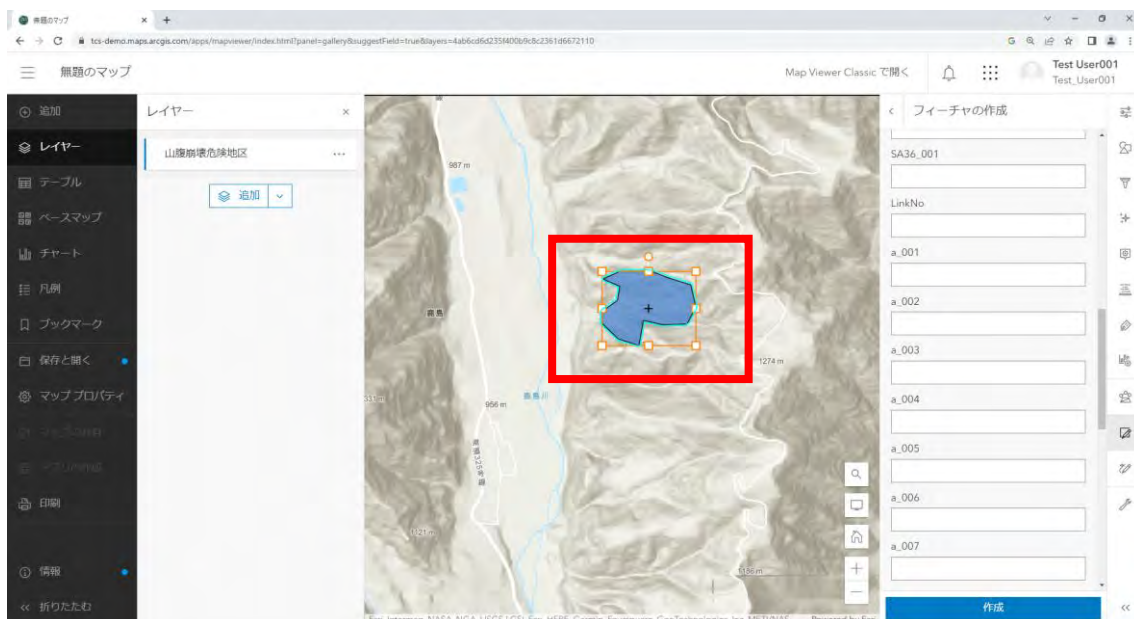 無題のマップ
tcs-demo.maps.arcgis.com/apps/mapviewer/index.html?panel=gallery&suggestField=true&layers=4ab6cd6d235f400b9c8c2361d6672110
無題のマップ
Map Viewer Classic で開く
Test User001
Test_User001
追加
レイヤー
テーブル
ベースマップ
チャート
凡例
ブックマーク
保存と開く
マップ プロパティ
印刷
情報
折りたたむ
レイヤー
山腹崩壊危険地区
追加
987 m
鹿島
956 m
鹿島川
1274 m
1186 m
フィーチャの作成
SA36_001
LinkNo
a_001
a_002
a_003
a_004
a_005
a_006
a_007
作成